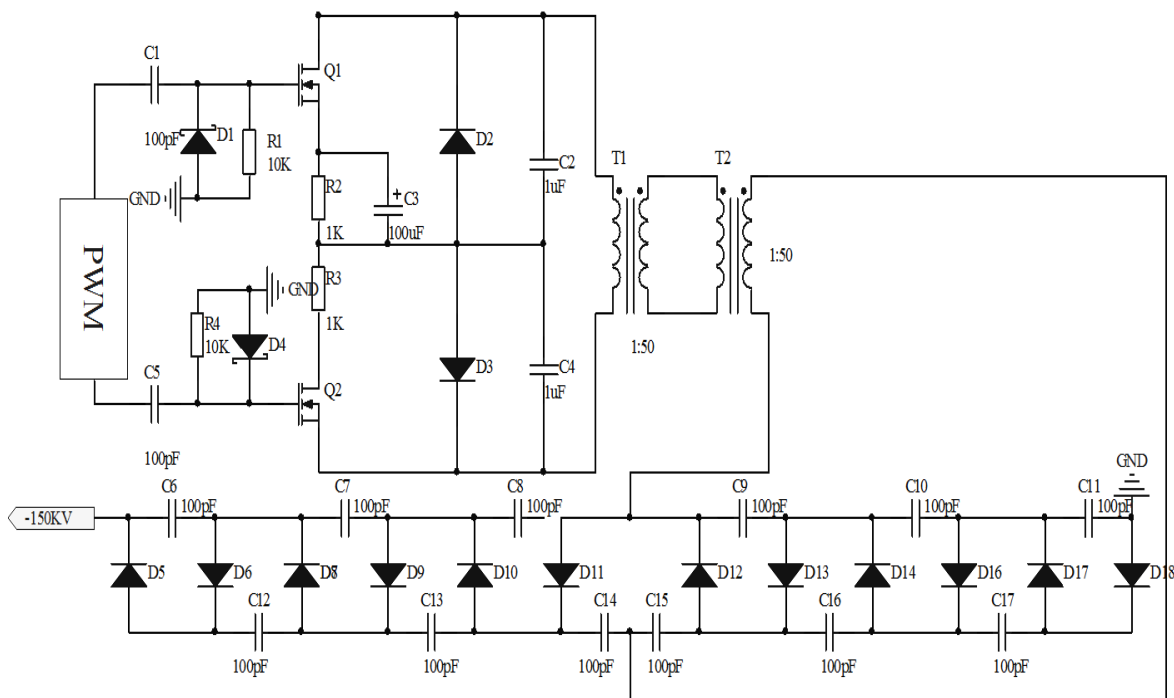 C1
100pF
D1
R1
10K
GND
Q1
R2
1K
C3
+
100uF
D2
C2
1uF
T1
T2
1:50
1:50
PWM
R3
1K
GND
R4
10K
D4
D3
C4
1uF
C5
100pF
Q2
-150KV
C6
100pF
C7
100pF
C8
100pF
C9
100pF
C10
100pF
C11
100pF
GND
D5
D6
D8
D9
D10
D11
D12
D13
D14
D16
D17
D18
C12
100pF
C13
100pF
C14
100pF
C15
100pF
C16
100pF
C17
100pF